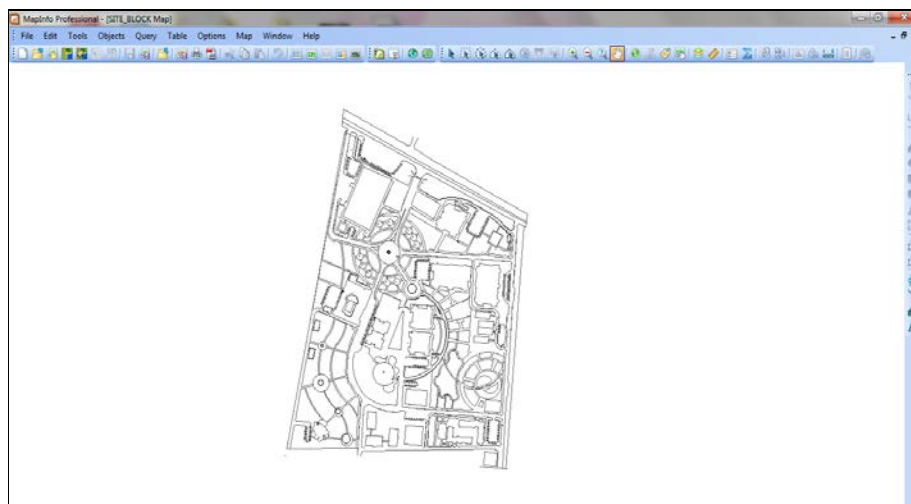 MapInfo Professional - [SITE_BLOCK Map]
File Edit Tools Objects Query Table Options Map Window Help